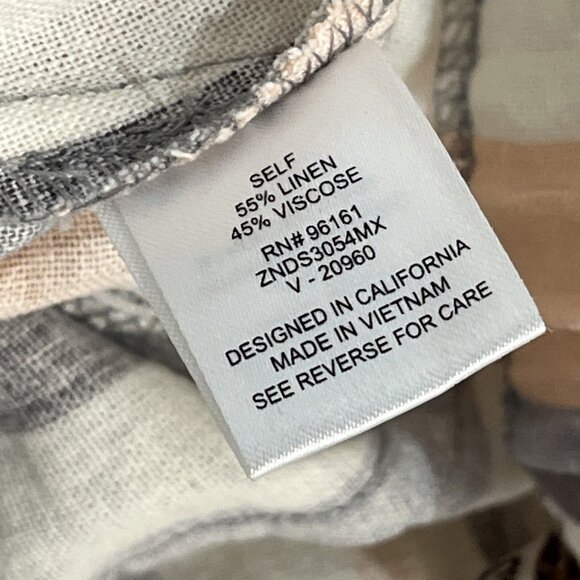 SELF
55% LINEN
45% VISCOSE
RN# 96161
ZNDS3054MX
V - 20960
DESIGNED IN CALIFORNIA
MADE IN VIETNAM
SEE REVERSE FOR CARE